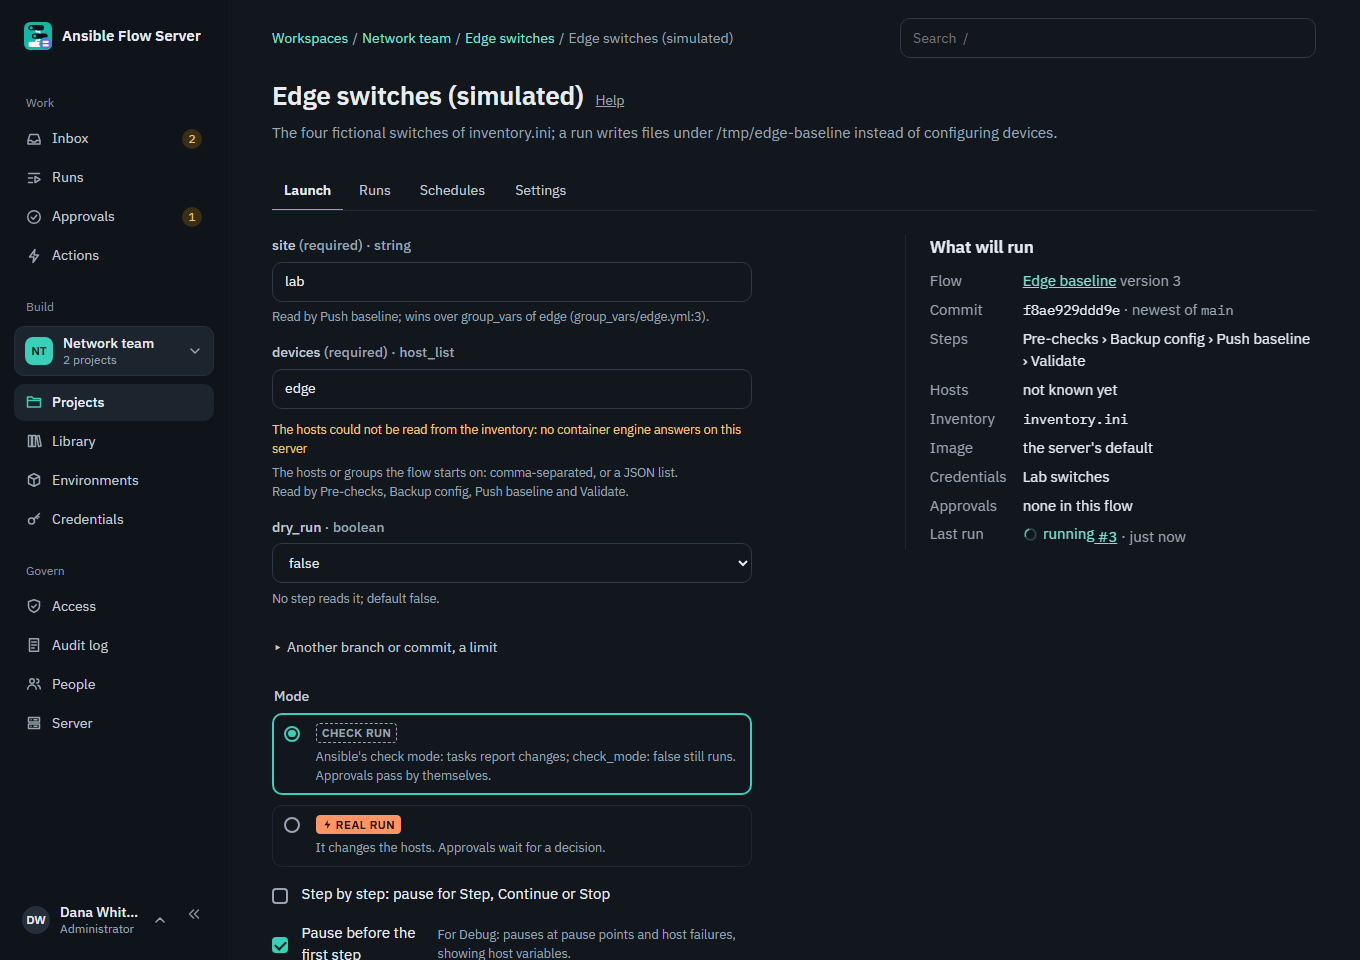 Ansible Flow Server
Work
Inbox 2
Runs
Approvals 1
Actions
Build
NT Network team
2 projects
Projects
Library
Environments
Credentials
Govern
Access
Audit log
People
Server
DW Dana Whit...
Administrator
Workspaces / Network team / Edge switches / Edge switches (simulated)
Search /
Edge switches (simulated) Help
The four fictional switches of inventory.ini; a run writes files under /tmp/edge-baseline instead of configuring devices.
Launch Runs Schedules Settings
site (required) · string
lab
Read by Push baseline; wins over group_vars of edge (group_vars/edge.yml:3).
devices (required) · host_list
edge
The hosts could not be read from the inventory: no container engine answers on this
server
The hosts or groups the flow starts on: comma-separated, or a JSON list.
Read by Pre-checks, Backup config, Push baseline and Validate.
dry_run · boolean
false
No step reads it; default false.
Another branch or commit, a limit
Mode
CHECK RUN
Ansible's check mode: tasks report changes; check_mode: false still runs.
Approvals pass by themselves.
REAL RUN
It changes the hosts. Approvals wait for a decision.
Step by step: pause for Step, Continue or Stop
Pause before the
first step
For Debug: pauses at pause points and host failures,
showing host variables.
What will run
Flow Edge baseline version 3
Commit f8ae929ddd9e · newest of main
Steps Pre-checks › Backup config › Push baseline
› Validate
Hosts not known yet
Inventory inventory.ini
Image the server's default
Credentials Lab switches
Approvals none in this flow
Last run running #3 · just now